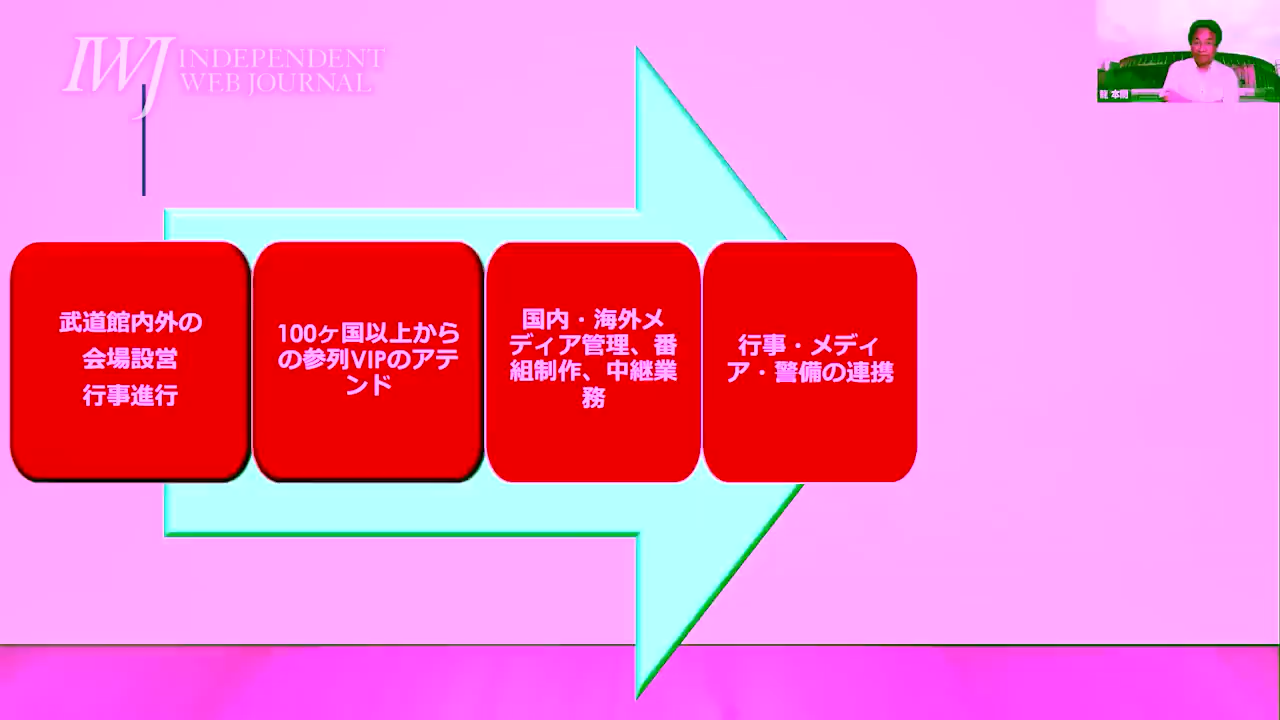 IWJ INDEPENDENT
WEB JOURNAL
龍 本間
武道館内外の
会場設営
行事進行
100ヶ国以上から
の参列VIPのアテ
ンド
国内・海外メ
ディア管理、番
組制作、中継業
務
行事・メディ
ア・警備の連携